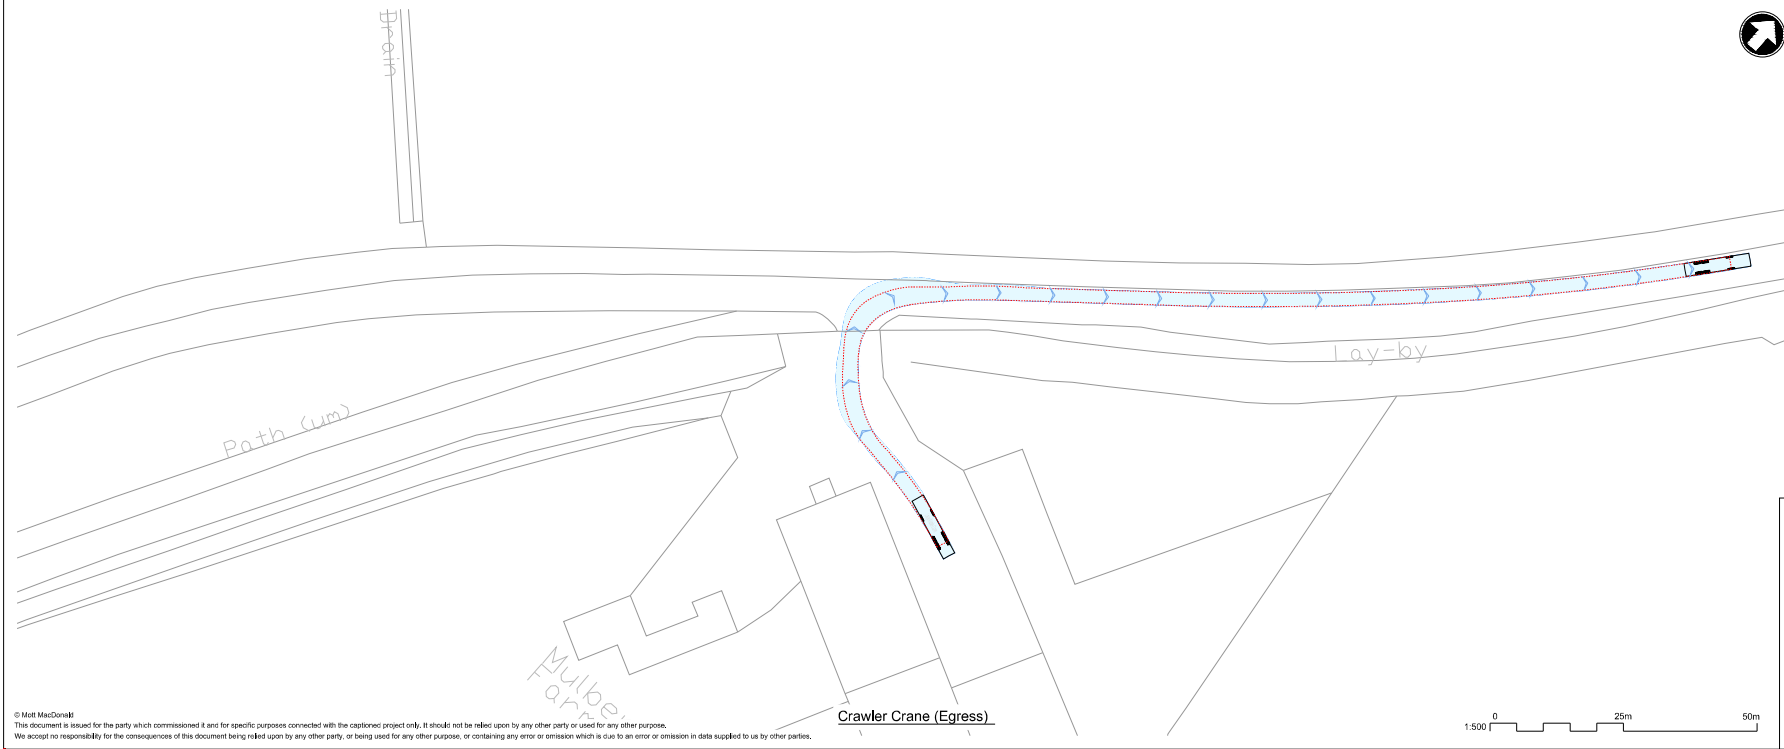 Drain
Path (um)
Lay-by
© Mott MacDonald
This document is issued for the party which commissioned it and for specific purposes connected with the captioned project only. It should not be relied upon by any other party or used for any other purpose.
We accept no responsibility for the consequences of this document being relied upon by any other party, or being used for any other purpose, or containing any error or omission which is due to an error or omission in data supplied to us by other parties.
Crawler Crane (Egress)
1:500 0 25m 50m